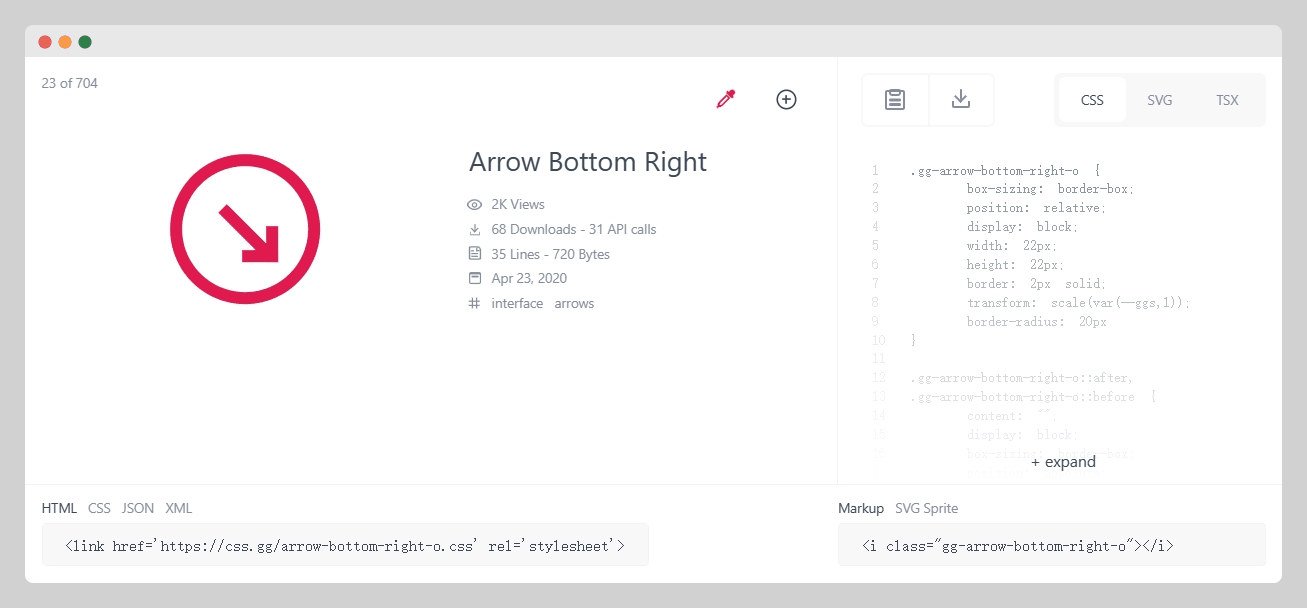 23 of 704
Arrow Bottom Right
2K Views
68 Downloads - 31 API calls
35 Lines - 720 Bytes
Apr 23, 2020
interface arrows
CSS SVG TSX
1 .gg-arrow-bottom-right-o {
2 box-sizing: border-box;
3 position: relative;
4 display: block;
5 width: 22px;
6 height: 22px;
7 border: 2px solid;
8 transform: scale(var(--ggs,1));
9 border-radius: 20px
10 }
11
12 .gg-arrow-bottom-right-o::after,
13 .gg-arrow-bottom-right-o::before {
14 content: "";
15 display: block;
box-sizing: border-box
+ expand
HTML CSS JSON XML
<link href='https://css.gg/arrow-bottom-right-o.css' rel='stylesheet'>
Markup SVG Sprite
<i class="gg-arrow-bottom-right-o"></i>